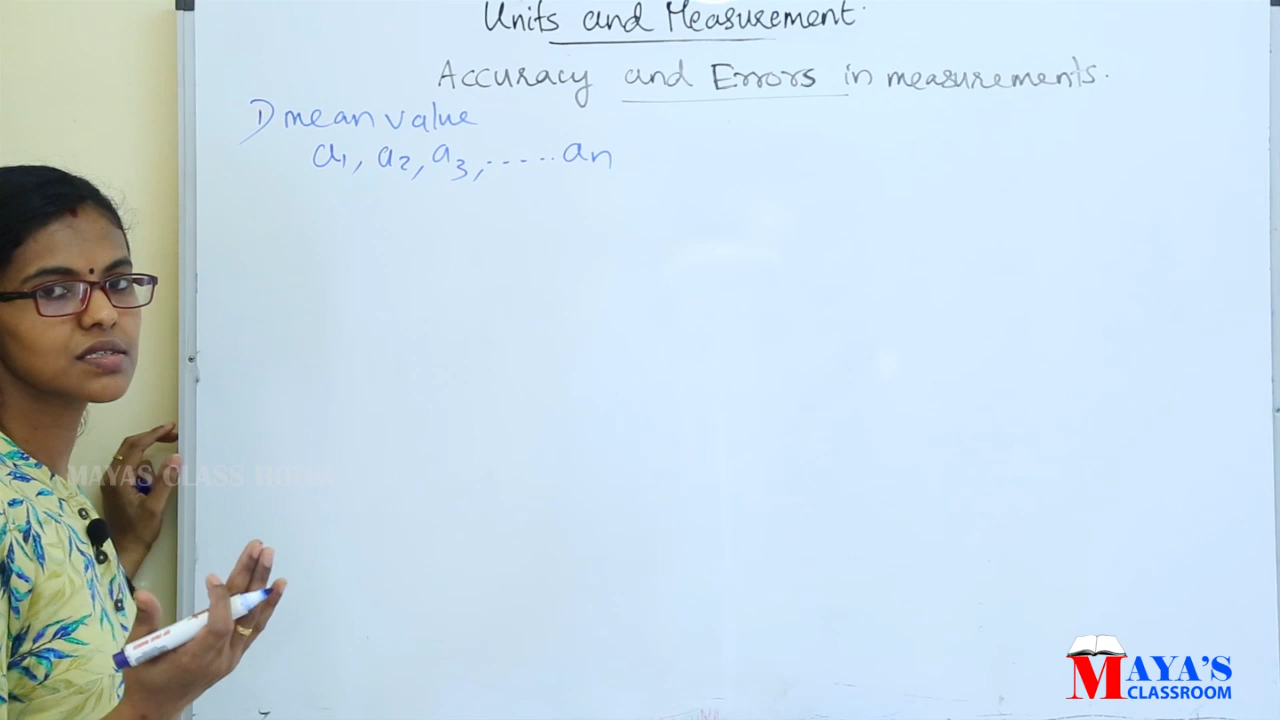 Units and Measurement.
Accuracy and Errors in measurements.
1) mean value
a1, a2, a3, ..... an
MAYAS CLASS ROOM
MAYA'S
CLASSROOM